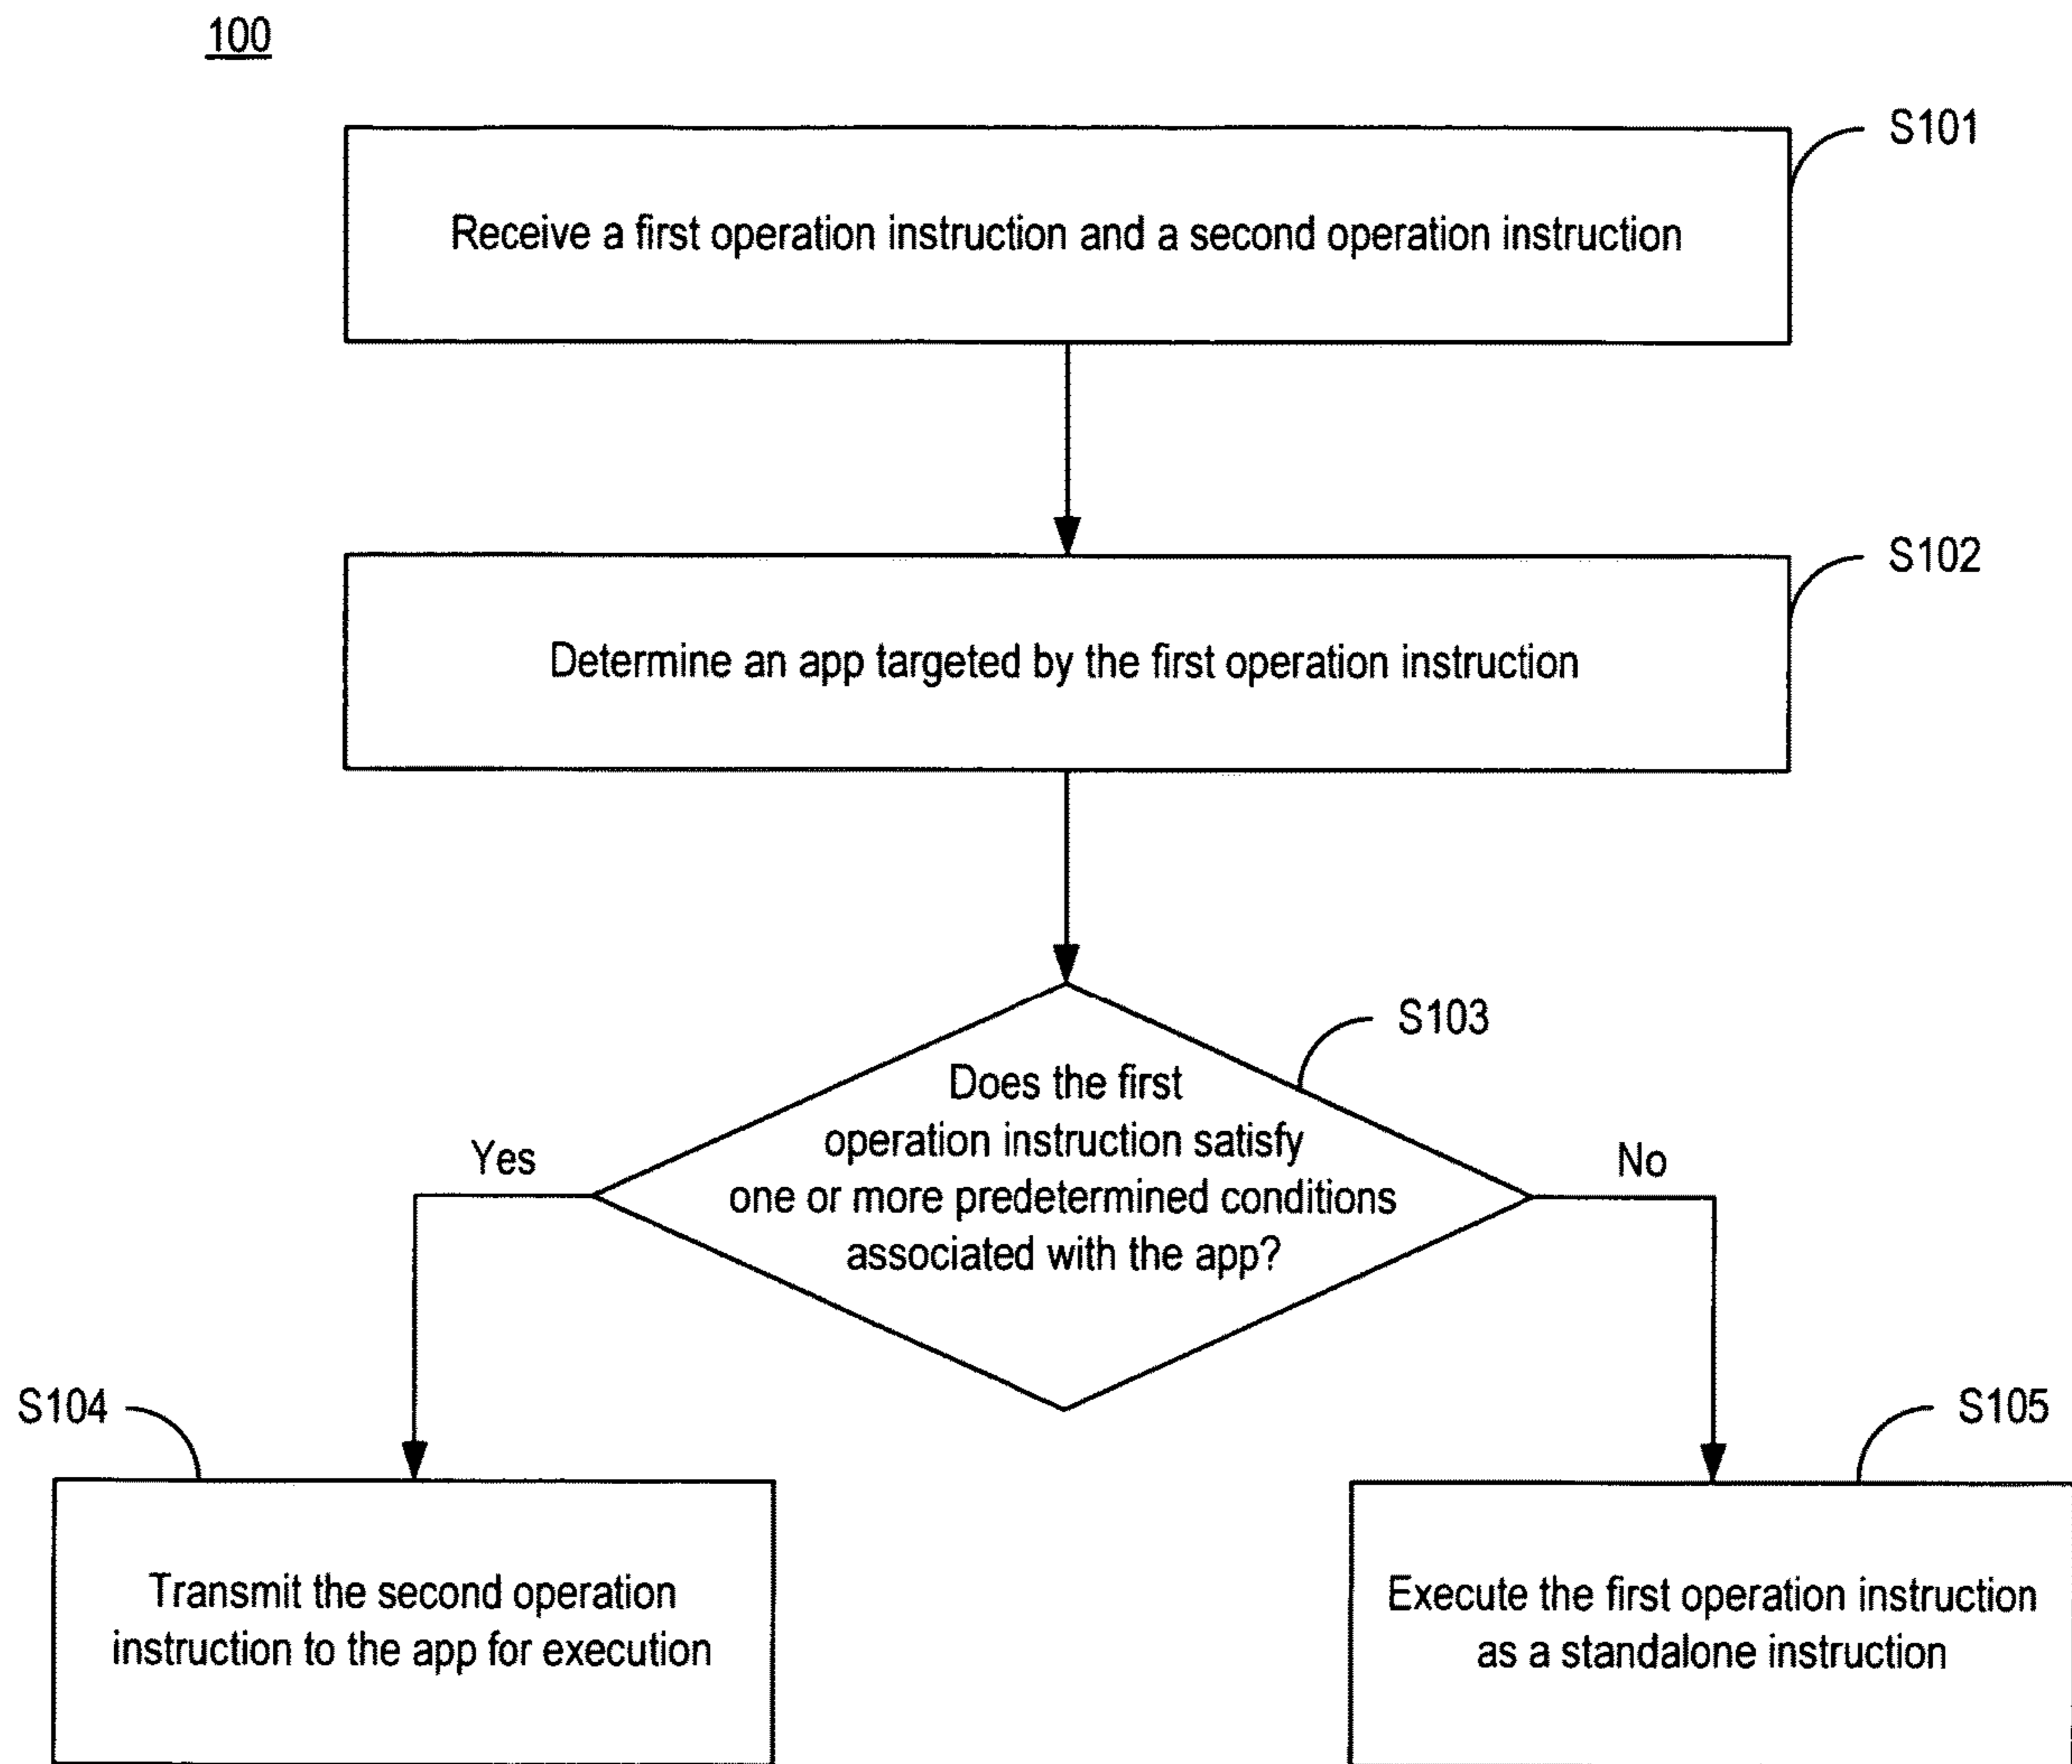 100
S101
Receive a first operation instruction and a second operation instruction
S102
Determine an app targeted by the first operation instruction
S103
Does the first
operation instruction satisfy
one or more predetermined conditions
associated with the app?
Yes
No
S104
S105
Transmit the second operation
instruction to the app for execution
Execute the first operation instruction
as a standalone instruction